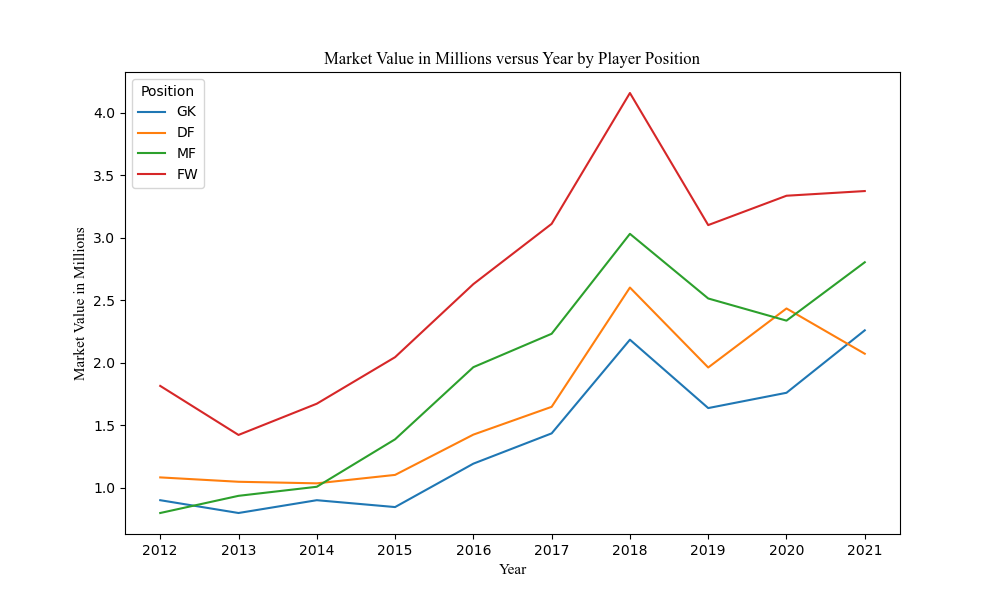 Market Value in Millions versus Year by Player Position
Position
GK
DF
MF
FW
4.0
3.5
3.0
2.5
2.0
1.5
1.0
Market Value in Millions
2012 2013 2014 2015 2016 2017 2018 2019 2020 2021
Year